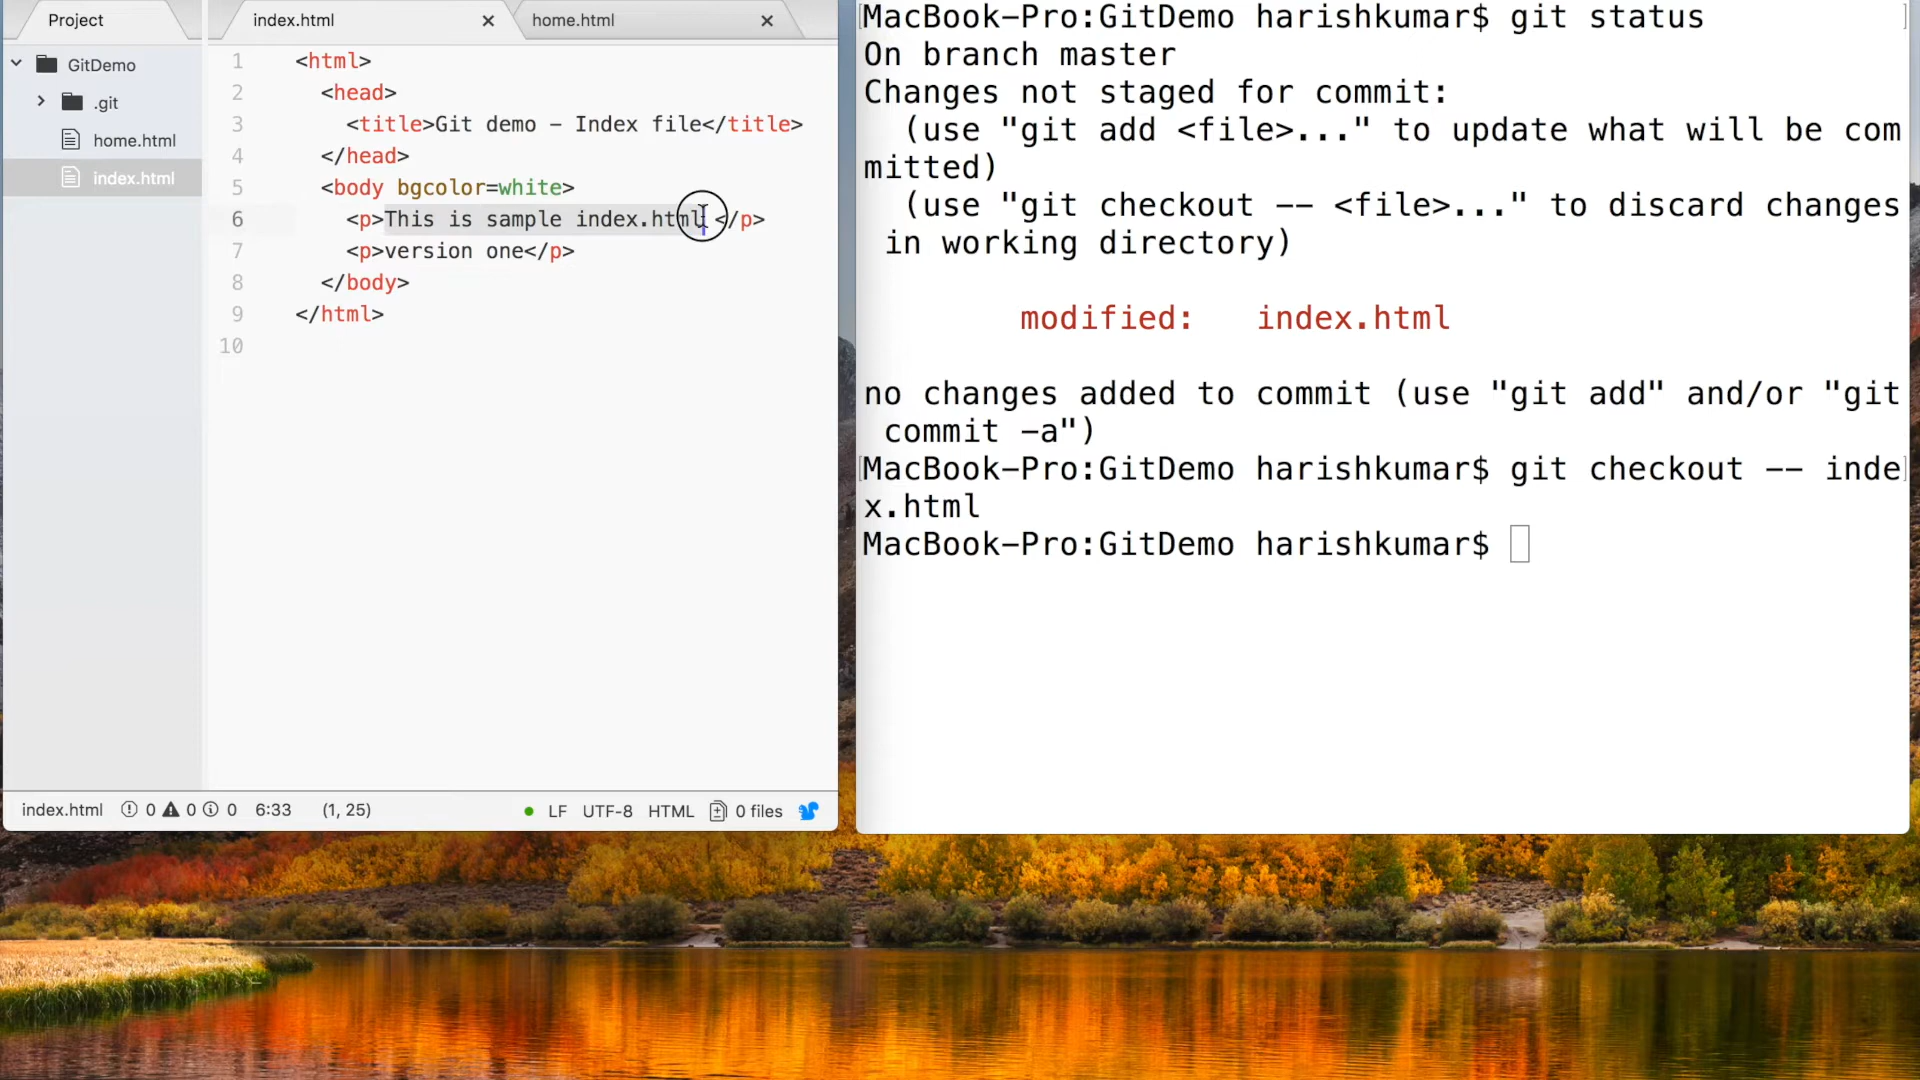 Project
GitDemo
.git
home.html
index.html
index.html
home.html
1 <html>
2 <head>
3 <title>Git demo - Index file</title>
4 </head>
5 <body bgcolor=white>
6 <p>This is sample index.html </p>
7 <p>version one</p>
8 </body>
9 </html>
10
index.html 0 0 0 6:33 (1, 25) LF UTF-8 HTML 0 files
MacBook-Pro:GitDemo harishkumar$ git status
On branch master
Changes not staged for commit:
(use "git add <file>..." to update what will be com
mitted)
(use "git checkout -- <file>..." to discard changes
in working directory)
modified: index.html
no changes added to commit (use "git add" and/or "git
commit -a")
MacBook-Pro:GitDemo harishkumar$ git checkout -- inde
x.html
MacBook-Pro:GitDemo harishkumar$